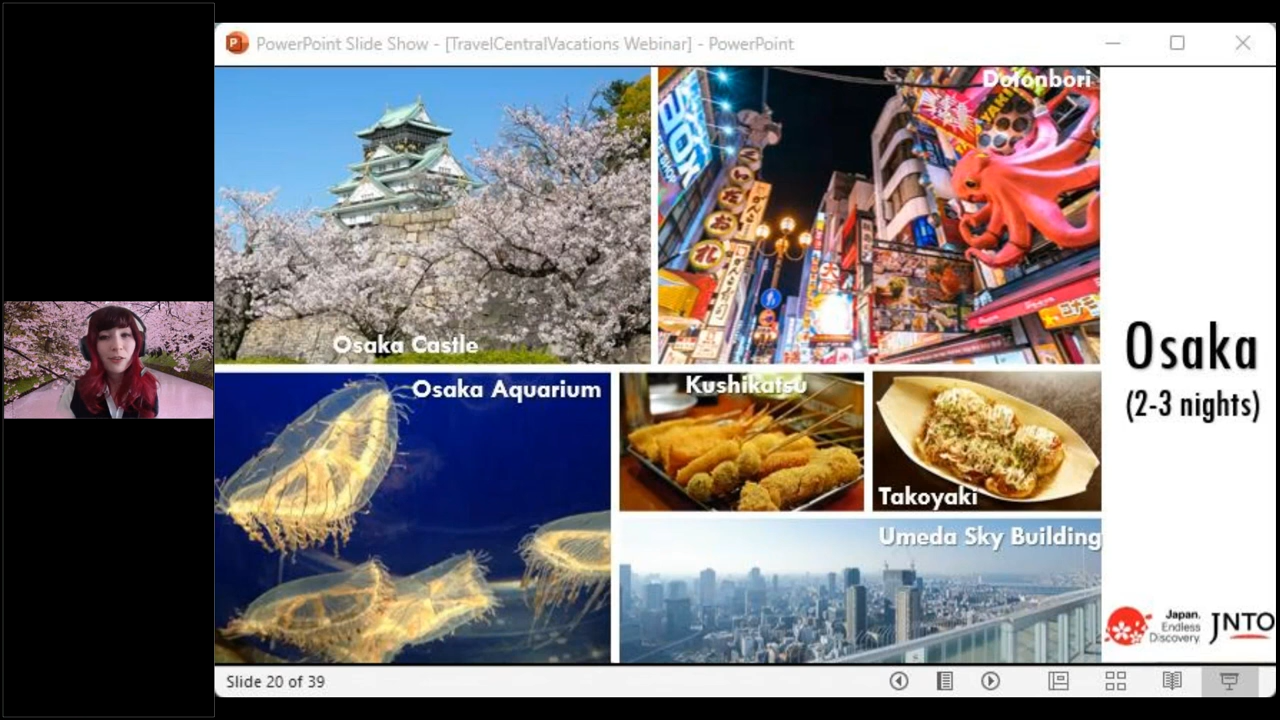 PowerPoint Slide Show - [TravelCentralVacations Webinar] - PowerPoint
Dotonbori
Osaka Castle
Osaka
(2-3 nights)
Osaka Aquarium
Kushikatsu
Takoyaki
Umeda Sky Building
Japan.
Endless
Discovery.
JNTO
Slide 20 of 39